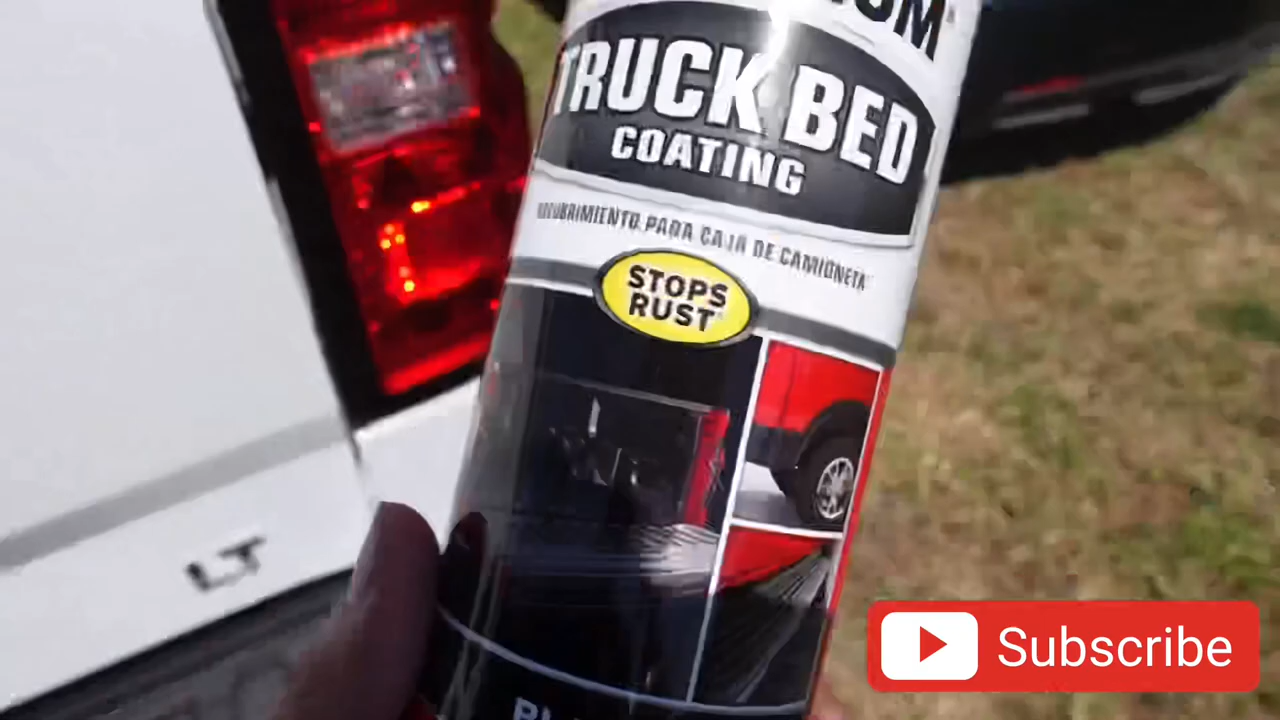 TRUCK BED
COATING
RECUBRIMIENTO PARA CAJA DE CAMIONETA
STOPS
RUST
LT
Subscribe